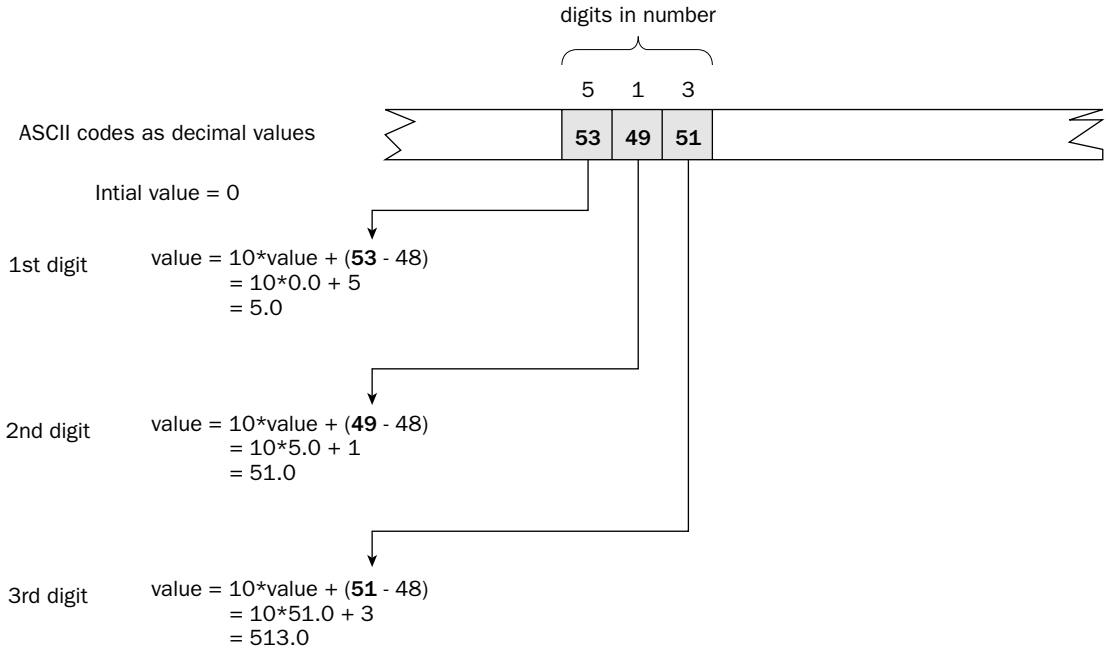 digits in number
5 1 3
ASCII codes as decimal values
53 49 51
Intial value = 0
1st digit value = 10*value + (53 - 48)
= 10*0.0 + 5
= 5.0
2nd digit value = 10*value + (49 - 48)
= 10*5.0 + 1
= 51.0
3rd digit value = 10*value + (51 - 48)
= 10*51.0 + 3
= 513.0